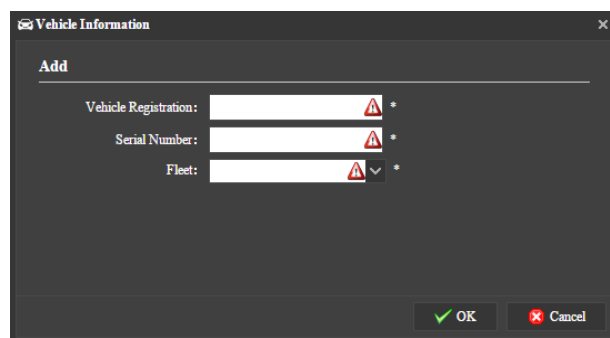 Vehicle Information
Add
Vehicle Registration: *
Serial Number: *
Fleet: *
OK Cancel